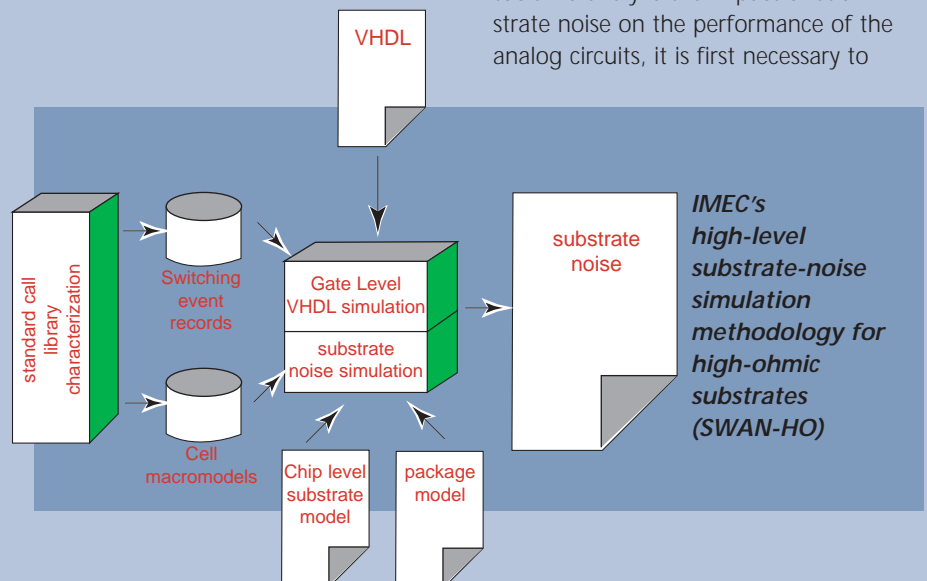 strate noise on the performance of the
analog circuits, it is first necessary to
VHDL
standard call
library
characterization
Switching
event
records
Cell
macromodels
Gate Level
VHDL simulation
substrate
noise simulation
Chip level
substrate
model
package
model
substrate
noise
IMEC's
high-level
substrate-noise
simulation
methodology for
high-ohmic
substrates
(SWAN-HO)